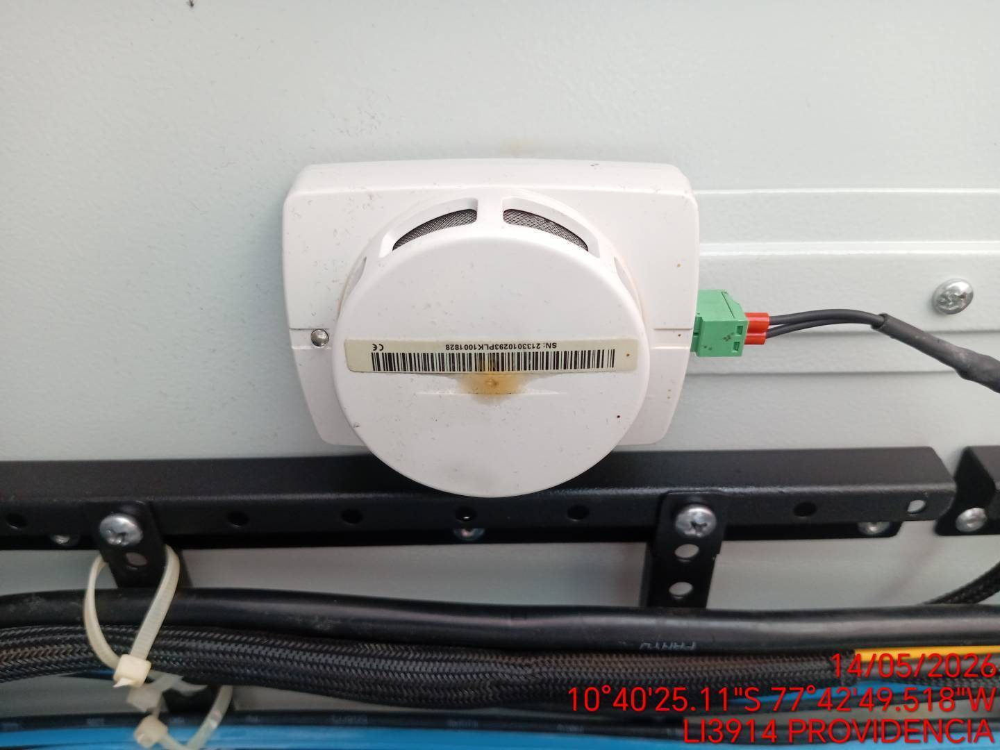 SN: 2133010293PLK1001828
CE
14/05/2026
10°40'25.11"S 77°42'49.518"W
LI3914 PROVIDENCIA